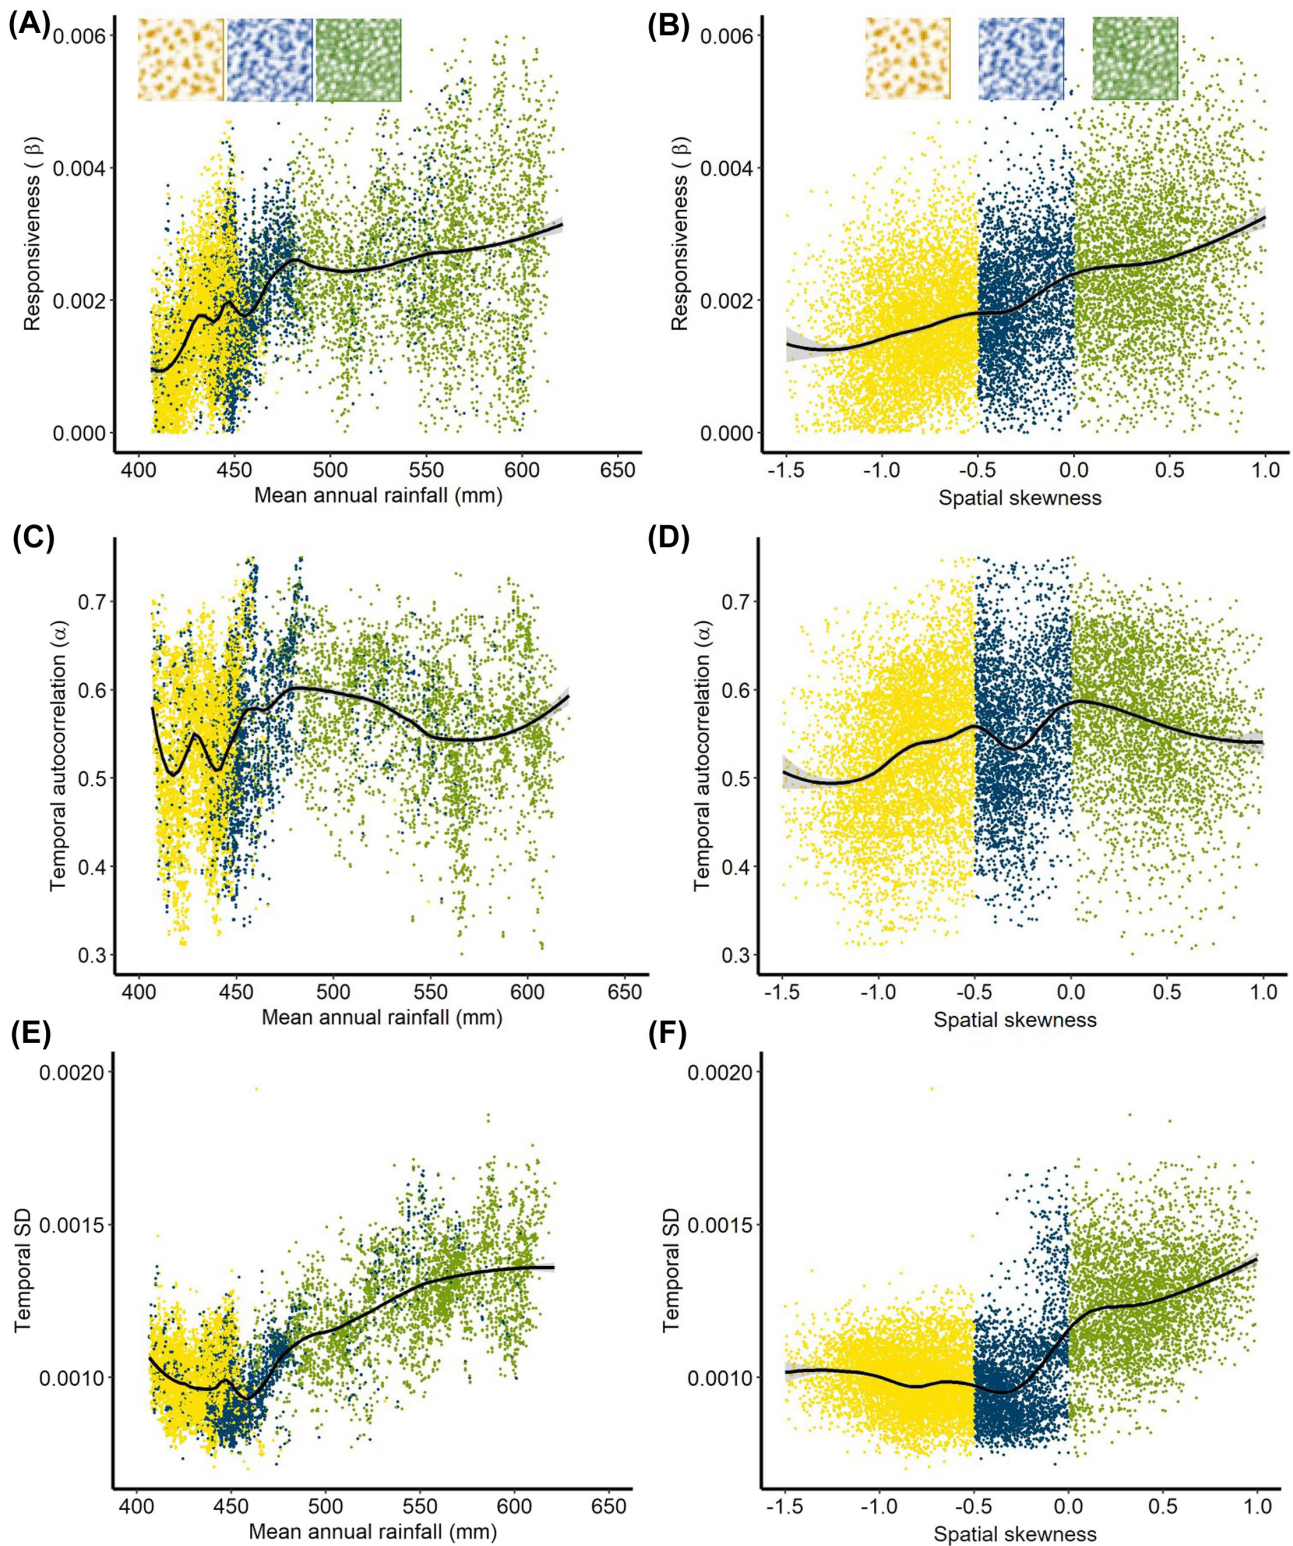 (A)
0.006
0.004
0.002
0.000
Responsiveness ( β)
400 450 500 550 600 650
Mean annual rainfall (mm)
(B)
0.006
0.004
0.002
0.000
Responsiveness ( β)
-1.5 -1.0 -0.5 0.0 0.5 1.0
Spatial skewness
(C)
0.7
0.6
0.5
0.4
0.3
Temporal autocorrelation (α)
400 450 500 550 600 650
Mean annual rainfall (mm)
(D)
0.7
0.6
0.5
0.4
0.3
Temporal autocorrelation (α)
-1.5 -1.0 -0.5 0.0 0.5 1.0
Spatial skewness
(E)
0.0020
0.0015
0.0010
Temporal SD
400 450 500 550 600 650
Mean annual rainfall (mm)
(F)
0.0020
0.0015
0.0010
Temporal SD
-1.5 -1.0 -0.5 0.0 0.5 1.0
Spatial skewness